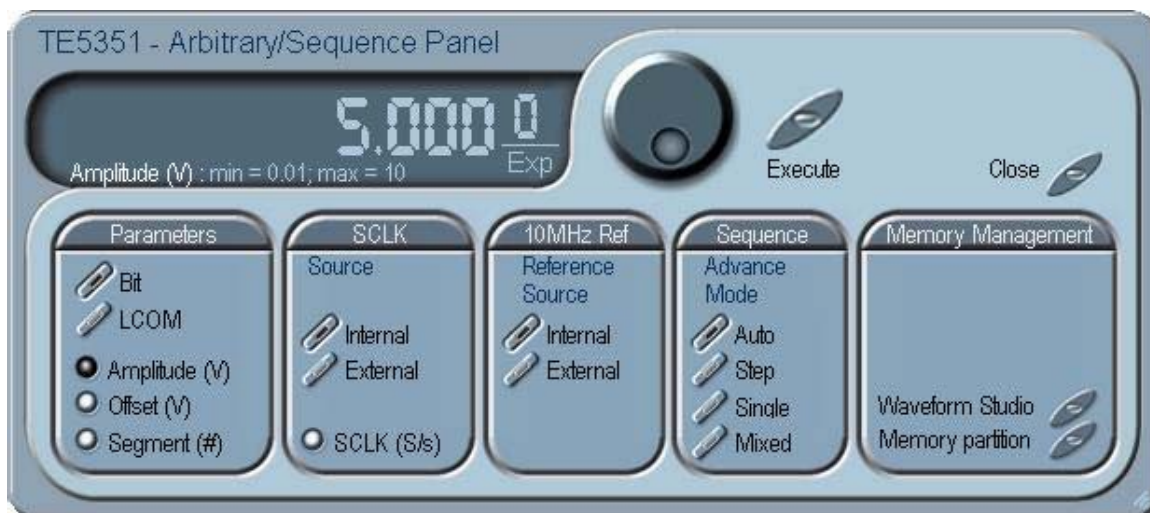 TE5351 - Arbitrary/Sequence Panel
5.000 0
Exp
Amplitude (V) : min = 0.01; max = 10
Execute
Close
Parameters
Bit
LCOM
Amplitude (V)
Offset (V)
Segment (#)
SCLK
Source
Internal
External
SCLK (S/s)
10MHz Ref
Reference
Source
Internal
External
Sequence
Advance
Mode
Auto
Step
Single
Mixed
Memory Management
Waveform Studio
Memory partition